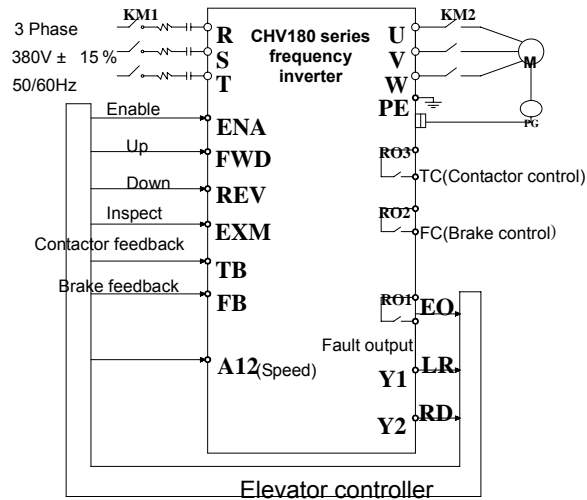 3 Phase
380V ± 15 %
50/60Hz
KM1
R
S
T
CHV180 series
frequency
inverter
U
V
W
PE
KM2
M
PG
Enable
ENA
Up
FWD
Down
REV
Inspect
EXM
Contactor feedback
TB
Brake feedback
FB
A12(Speed)
RO3
TC(Contactor control)
RO2
FC(Brake control)
RO1
EO
Fault output
Y1
LR
Y2
RD
Elevator controller